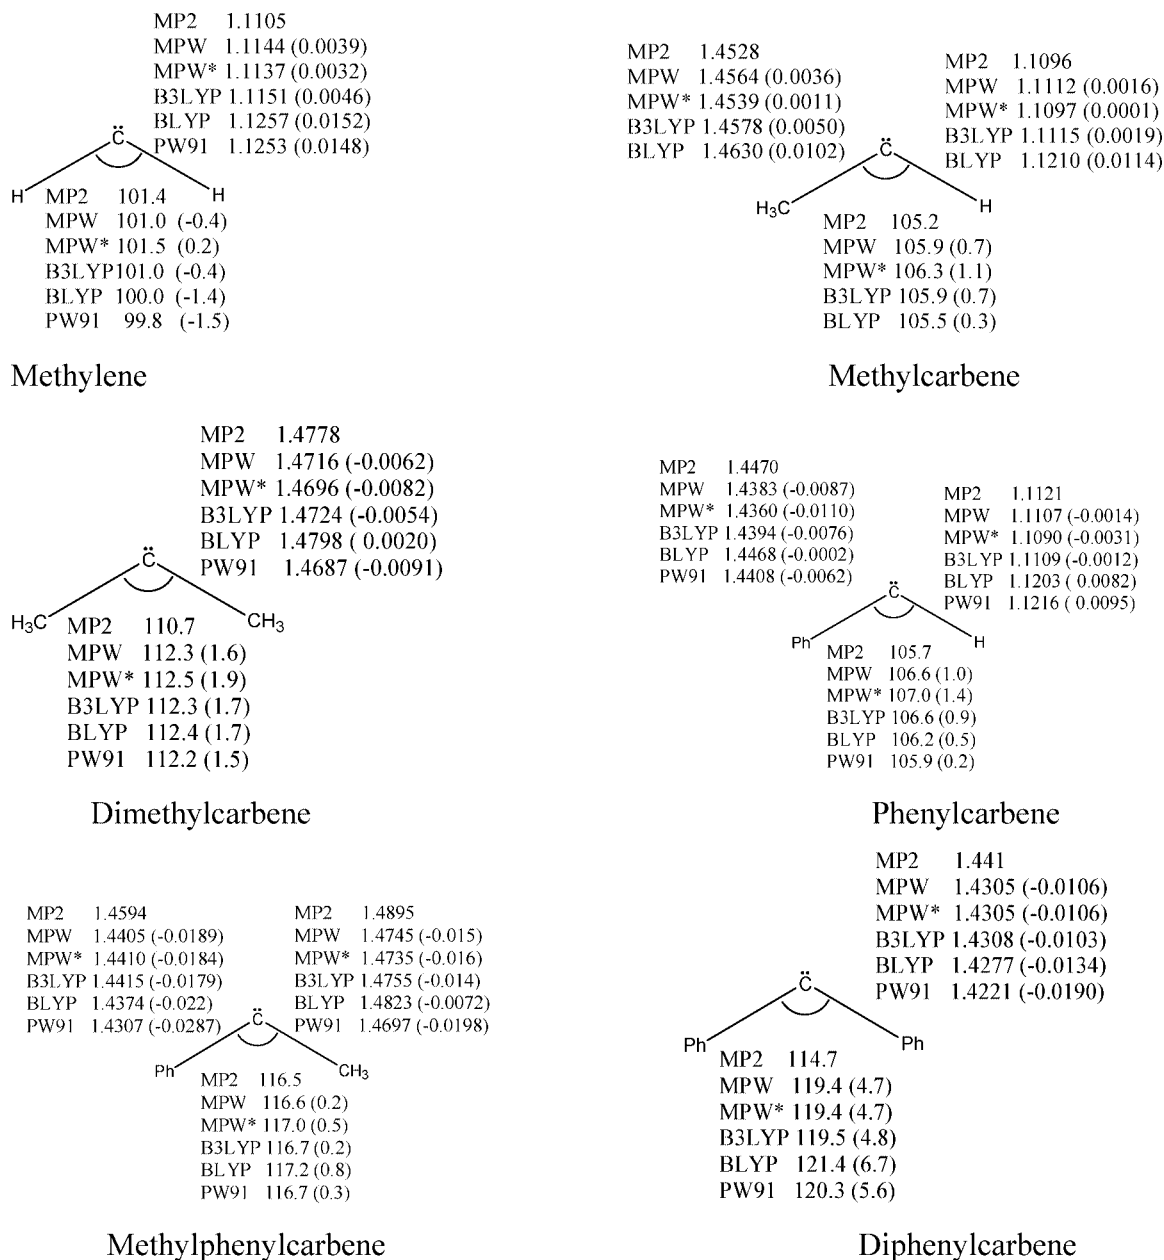 MP2 1.1105
MPW 1.1144 (0.0039)
MPW* 1.1137 (0.0032)
B3LYP 1.1151 (0.0046)
BLYP 1.1257 (0.0152)
PW91 1.1253 (0.0148)
C̈
H
H
MP2 101.4
MPW 101.0 (-0.4)
MPW* 101.5 (0.2)
B3LYP101.0 (-0.4)
BLYP 100.0 (-1.4)
PW91 99.8 (-1.5)
Methylene
MP2 1.4528
MPW 1.4564 (0.0036)
MPW* 1.4539 (0.0011)
B3LYP 1.4578 (0.0050)
BLYP 1.4630 (0.0102)
MP2 1.1096
MPW 1.1112 (0.0016)
MPW* 1.1097 (0.0001)
B3LYP 1.1115 (0.0019)
BLYP 1.1210 (0.0114)
C̈
H₃C
H
MP2 105.2
MPW 105.9 (0.7)
MPW* 106.3 (1.1)
B3LYP 105.9 (0.7)
BLYP 105.5 (0.3)
Methylcarbene
MP2 1.4778
MPW 1.4716 (-0.0062)
MPW* 1.4696 (-0.0082)
B3LYP 1.4724 (-0.0054)
BLYP 1.4798 ( 0.0020)
PW91 1.4687 (-0.0091)
C̈
H₃C
CH₃
MP2 110.7
MPW 112.3 (1.6)
MPW* 112.5 (1.9)
B3LYP 112.3 (1.7)
BLYP 112.4 (1.7)
PW91 112.2 (1.5)
Dimethylcarbene
MP2 1.4470
MPW 1.4383 (-0.0087)
MPW* 1.4360 (-0.0110)
B3LYP 1.4394 (-0.0076)
BLYP 1.4468 (-0.0002)
PW91 1.4408 (-0.0062)
MP2 1.1121
MPW 1.1107 (-0.0014)
MPW* 1.1090 (-0.0031)
B3LYP 1.1109 (-0.0012)
BLYP 1.1203 ( 0.0082)
PW91 1.1216 ( 0.0095)
C̈
Ph
H
MP2 105.7
MPW 106.6 (1.0)
MPW* 107.0 (1.4)
B3LYP 106.6 (0.9)
BLYP 106.2 (0.5)
PW91 105.9 (0.2)
Phenylcarbene
MP2 1.4594
MPW 1.4405 (-0.0189)
MPW* 1.4410 (-0.0184)
B3LYP 1.4415 (-0.0179)
BLYP 1.4374 (-0.022)
PW91 1.4307 (-0.0287)
MP2 1.4895
MPW 1.4745 (-0.015)
MPW* 1.4735 (-0.016)
B3LYP 1.4755 (-0.014)
BLYP 1.4823 (-0.0072)
PW91 1.4697 (-0.0198)
C̈
Ph
CH₃
MP2 116.5
MPW 116.6 (0.2)
MPW* 117.0 (0.5)
B3LYP 116.7 (0.2)
BLYP 117.2 (0.8)
PW91 116.7 (0.3)
Methylphenylcarbene
MP2 1.441
MPW 1.4305 (-0.0106)
MPW* 1.4305 (-0.0106)
B3LYP 1.4308 (-0.0103)
BLYP 1.4277 (-0.0134)
PW91 1.4221 (-0.0190)
C̈
Ph
Ph
MP2 114.7
MPW 119.4 (4.7)
MPW* 119.4 (4.7)
B3LYP 119.5 (4.8)
BLYP 121.4 (6.7)
PW91 120.3 (5.6)
Diphenylcarbene